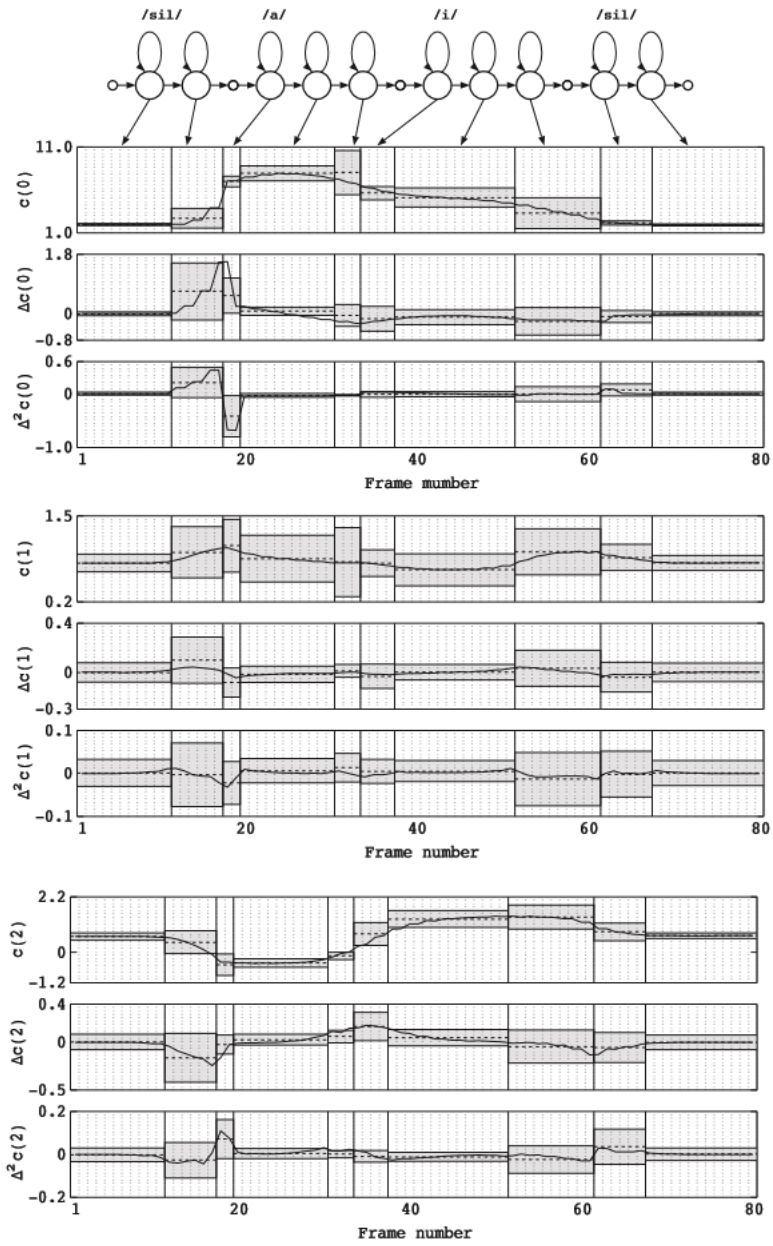 /sil/ /a/ /i/ /sil/
11.0
c(0)
1.0
1.8
Δc(0)
0
-0.8
0.6
Δ²c(0)
0
-1.0
1 20 40 60 80
Frame mumber
1.5
c(1)
0.2
0.4
Δc(1)
0
-0.3
0.1
Δ²c(1)
0
-0.1
1 20 40 60 80
Frame number
2.2
c(2)
0
-1.2
0.4
Δc(2)
0
-0.5
0.2
Δ²c(2)
0
-0.2
1 20 40 60 80
Frame number